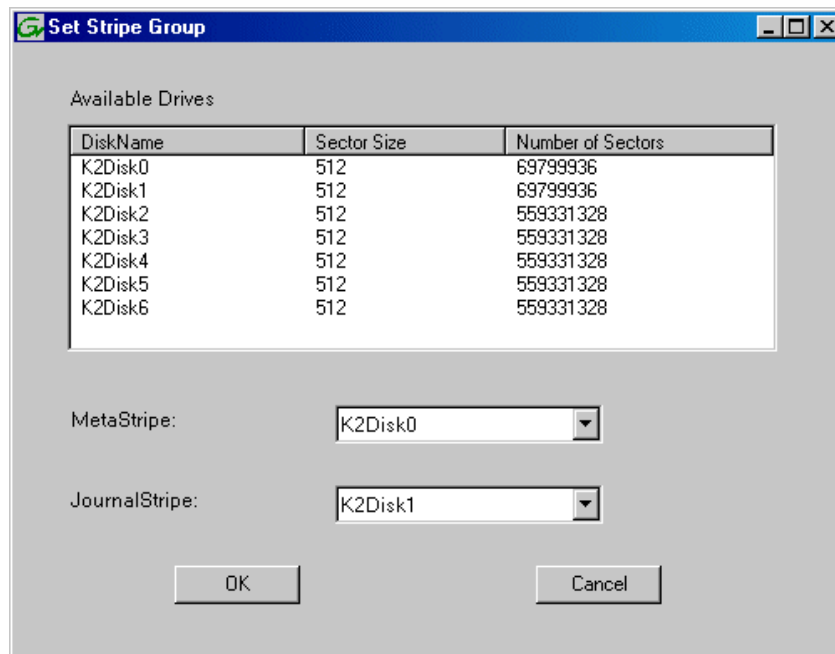 Set Stripe Group
Available Drives
DiskName Sector Size Number of Sectors
K2Disk0 512 69799936
K2Disk1 512 69799936
K2Disk2 512 559331328
K2Disk3 512 559331328
K2Disk4 512 559331328
K2Disk5 512 559331328
K2Disk6 512 559331328
MetaStripe: K2Disk0
JournalStripe: K2Disk1
OK Cancel